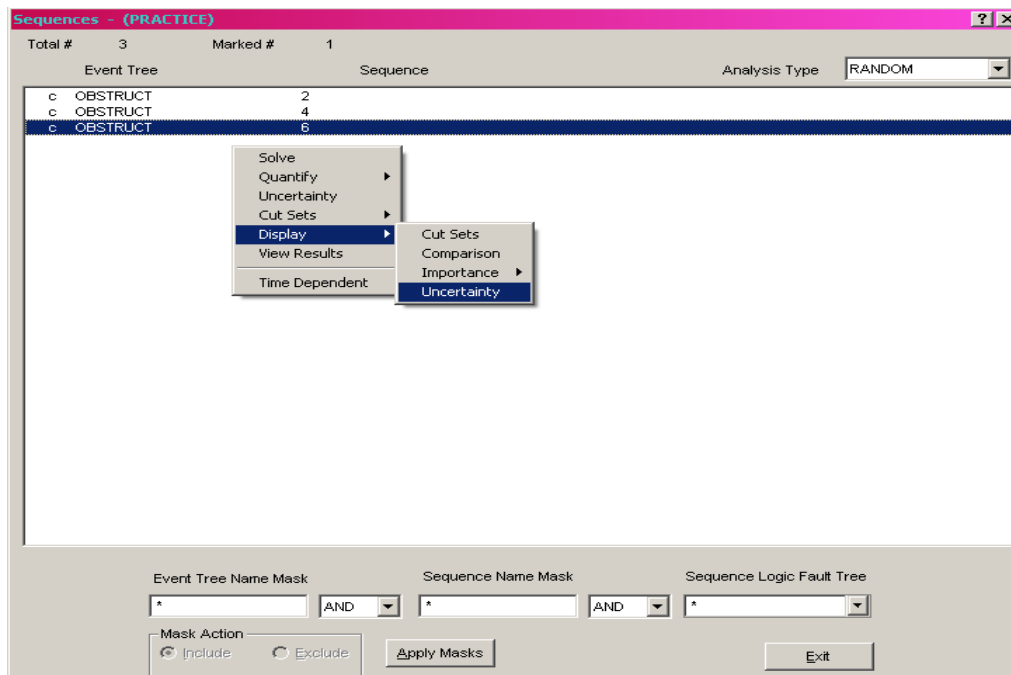 Sequences - (PRACTICE)
Total # 3 Marked # 1
Event Tree Sequence Analysis Type RANDOM
c OBSTRUCT 2
c OBSTRUCT 4
c OBSTRUCT 6
Solve
Quantify
Uncertainty
Cut Sets
Display
View Results
Time Dependent
Cut Sets
Comparison
Importance
Uncertainty
Event Tree Name Mask Sequence Name Mask Sequence Logic Fault Tree
* AND * AND *
Mask Action
Include Exclude Apply Masks Exit